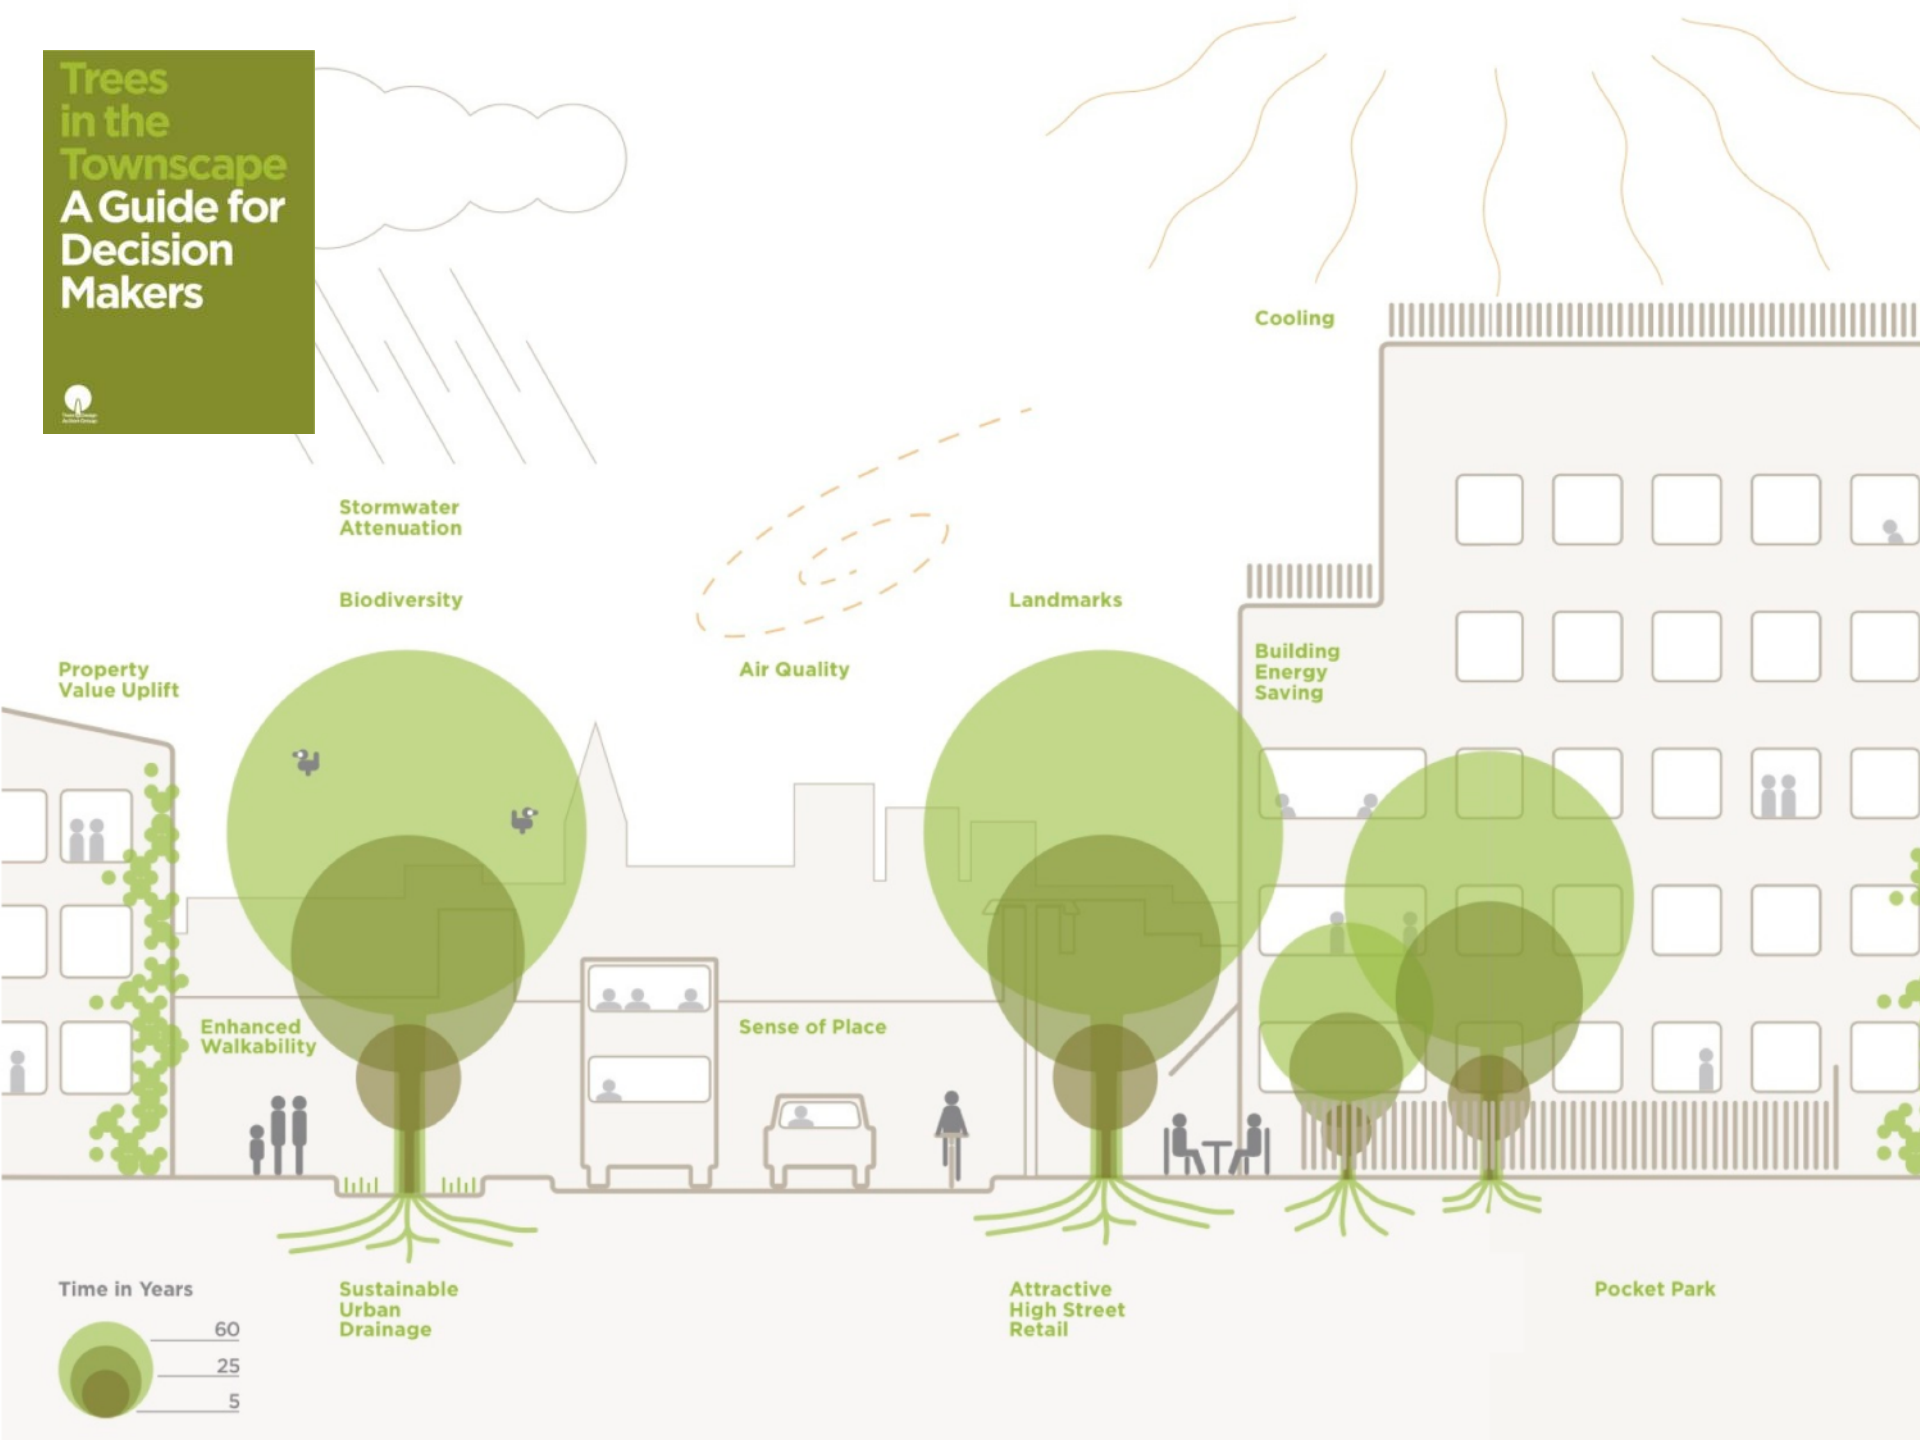 Trees
in the
Townscape
A Guide for
Decision
Makers
Cooling
Stormwater
Attenuation
Biodiversity
Landmarks
Property
Value Uplift
Air Quality
Building
Energy
Saving
Enhanced
Walkability
Sense of Place
Time in Years
60
25
5
Sustainable
Urban
Drainage
Attractive
High Street
Retail
Pocket Park